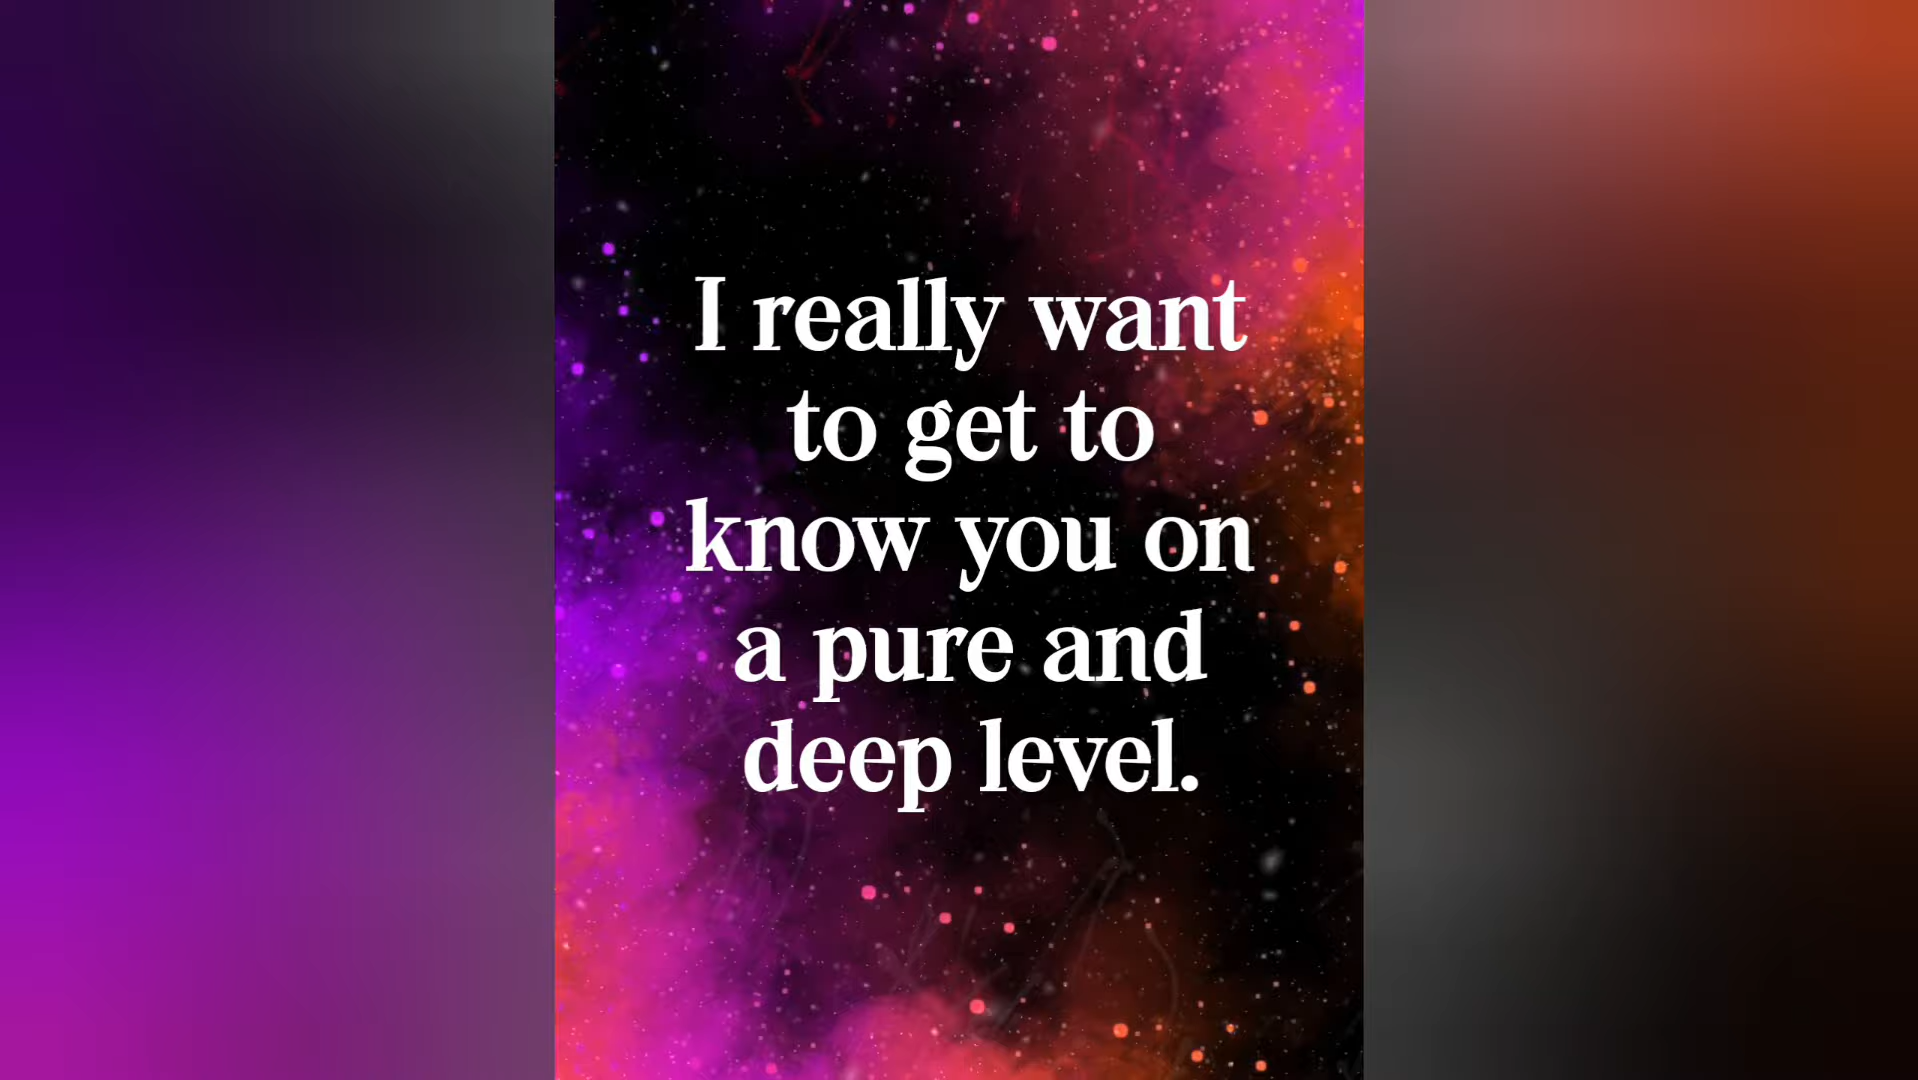 I really want
to get to
know you on
a pure and
deep level.